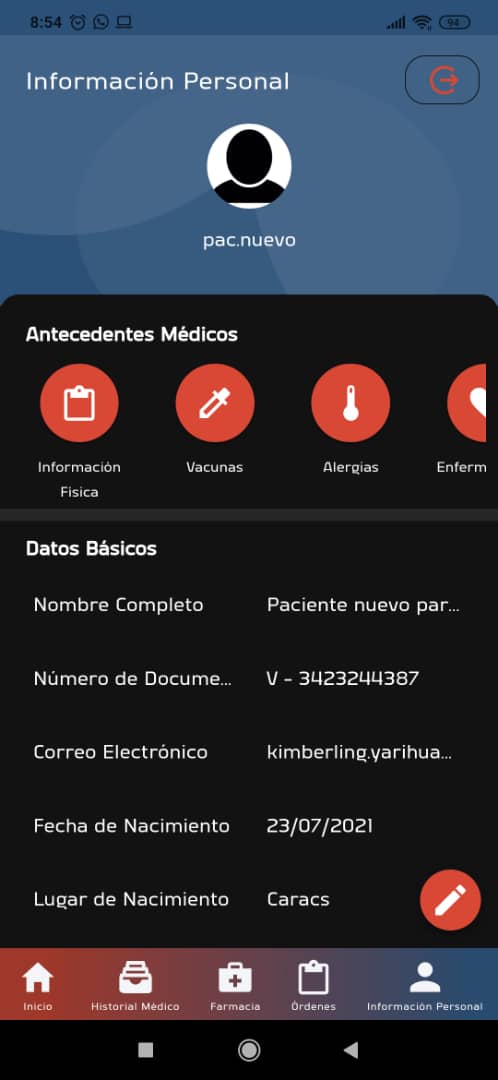 8:54
94
Información Personal
pac.nuevo
Antecedentes Médicos
Información
Fisica
Vacunas
Alergias
Enferm
Datos Básicos
Nombre Completo Paciente nuevo par...
Número de Docume... V - 3423244387
Correo Electrónico kimberling.yarihua...
Fecha de Nacimiento 23/07/2021
Lugar de Nacimiento Caracs
Inicio Historial Médico Farmacia Órdenes Información Personal